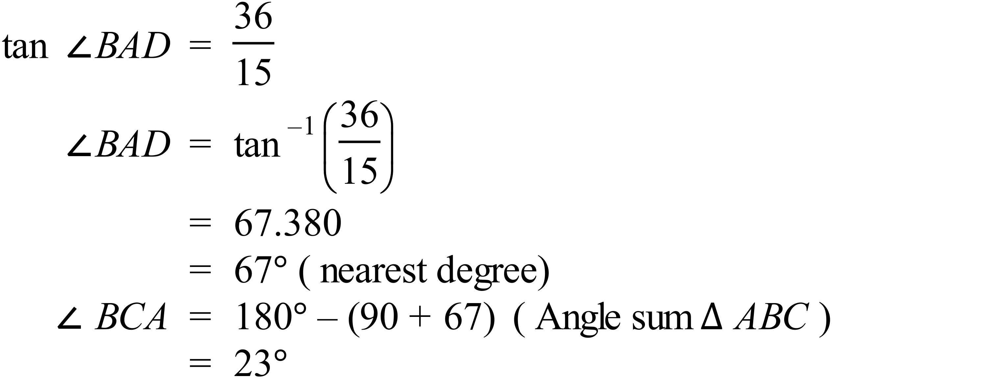 tan ∠BAD = 36/15
∠BAD = tan⁻¹(36/15)
= 67.380
= 67° ( nearest degree)
∠ BCA = 180° – (90 + 67) ( Angle sum Δ ABC )
= 23°